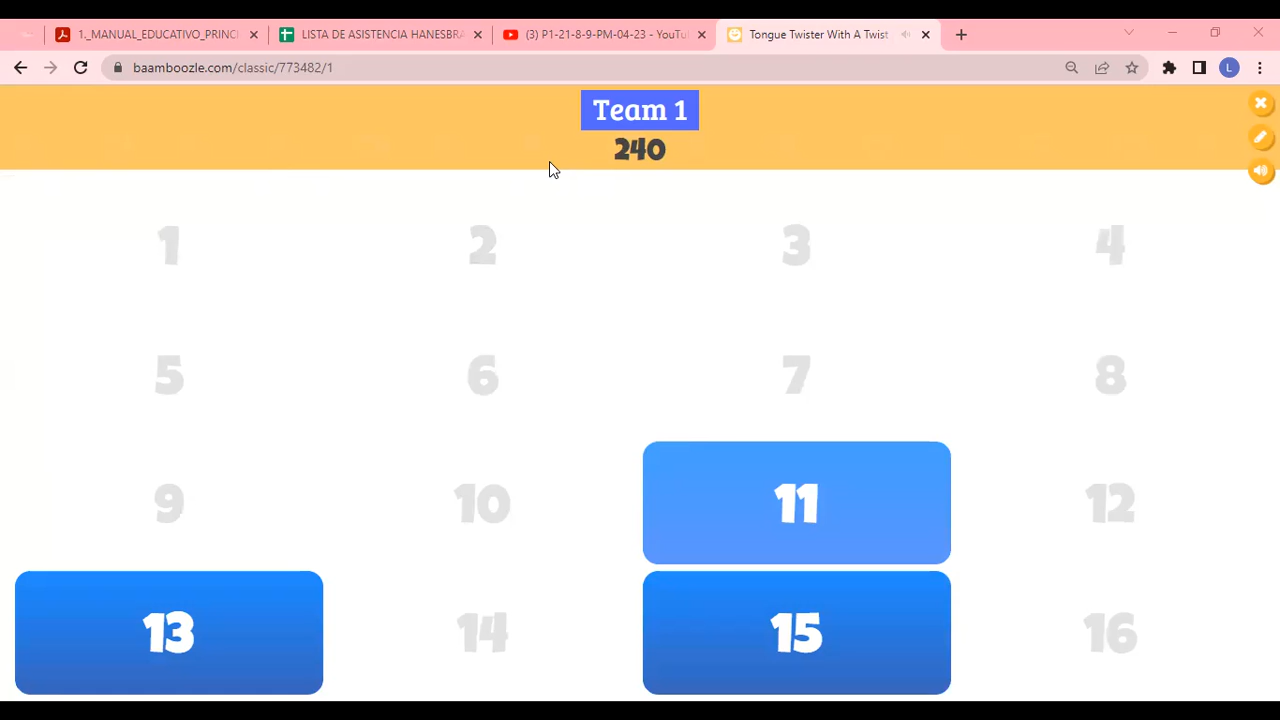 1._MANUAL_EDUCATIVO_PRINCI
LISTA DE ASISTENCIA HANESBRA
(3) P1-21-8-9-PM-04-23 - YouTu
Tongue Twister With A Twist
baamboozle.com/classic/773482/1
L
Team 1
240
1 2 3 4
5 6 7 8
9 10 11 12
13 14 15 16